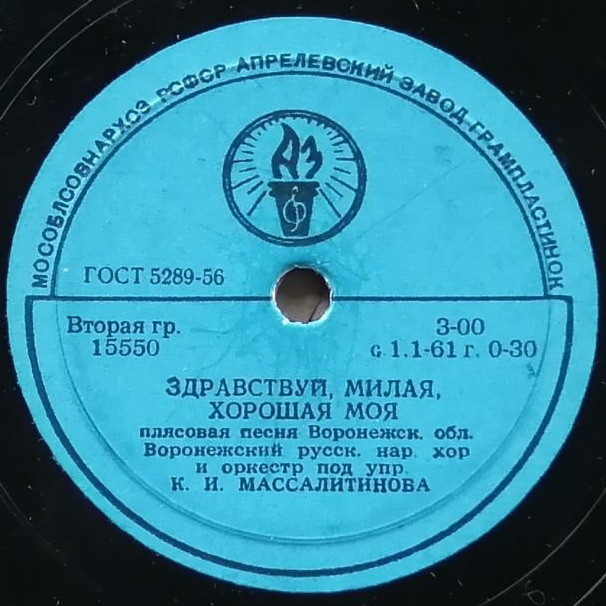 МОСОБЛСОВНАРХОЗ РСФСР АПРЕЛЕВСКИЙ ЗАВОД ГРАМПЛАСТИНОК
АЗ
ГОСТ 5289-56
Вторая гр. 3-00
15550 с 1.1-61 г. 0-30
ЗДРАВСТВУЙ, МИЛАЯ,
ХОРОШАЯ МОЯ
плясовая песня Воронежск. обл.
Воронежский русск. нар. хор
и оркестр под упр.
К. И. МАССАЛИТИНОВА